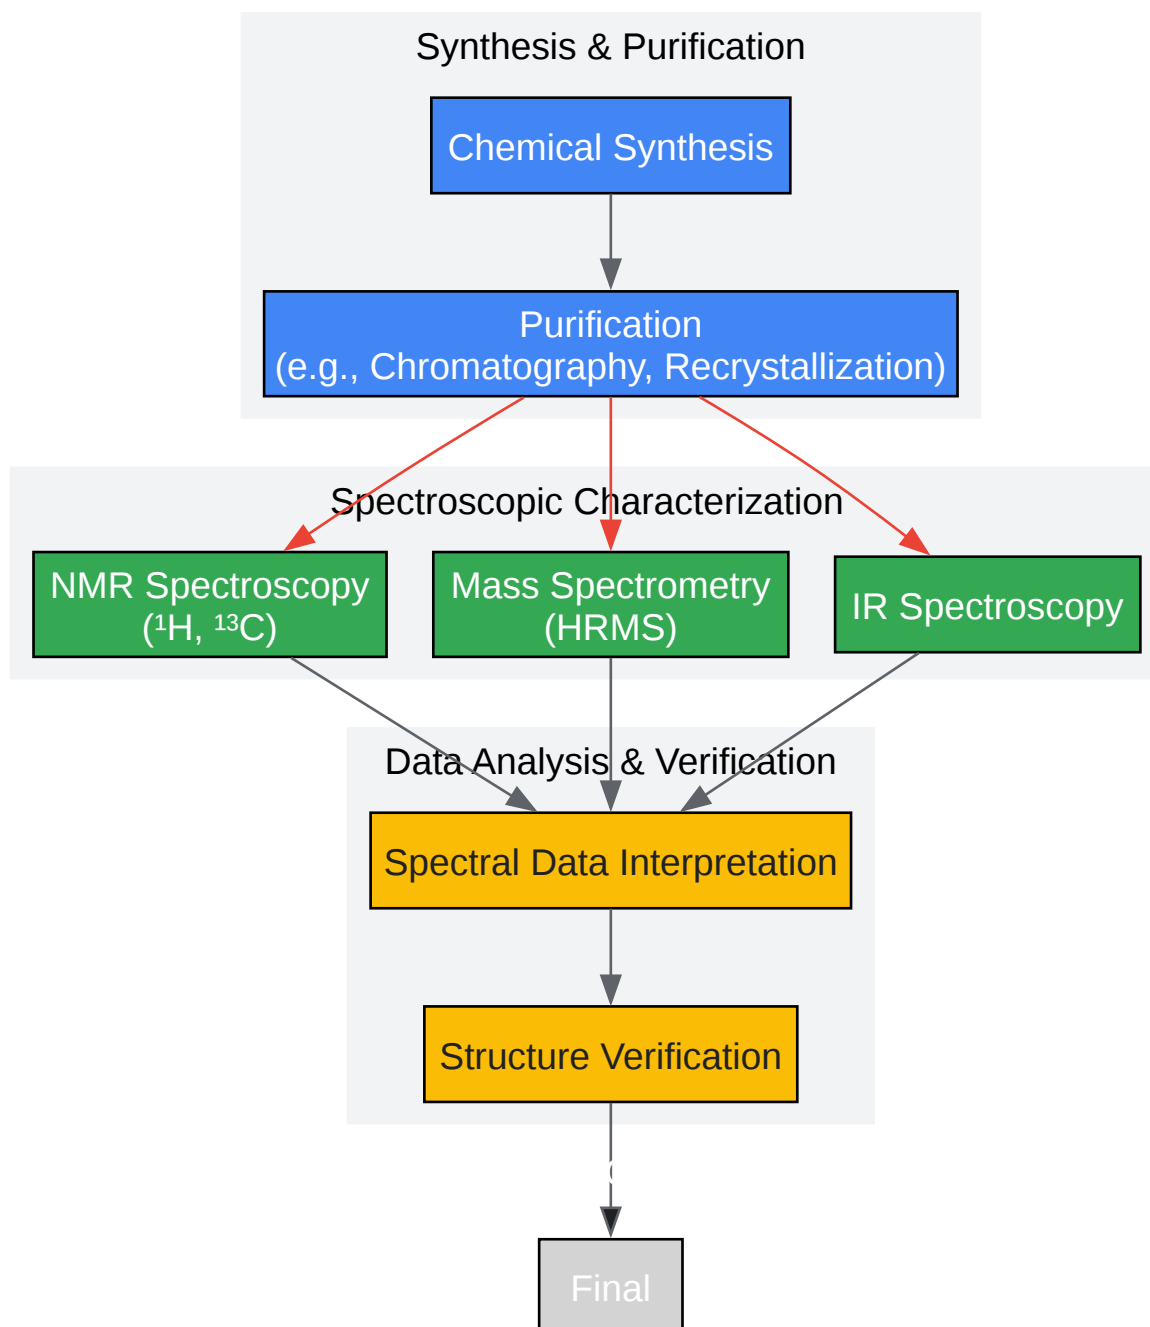 Synthesis & Purification
Chemical Synthesis
Purification
(e.g., Chromatography, Recrystallization)
Spectroscopic Characterization
NMR Spectroscopy
(¹H, ¹³C)
Mass Spectrometry
(HRMS)
IR Spectroscopy
Data Analysis & Verification
Spectral Data Interpretation
Structure Verification
Final